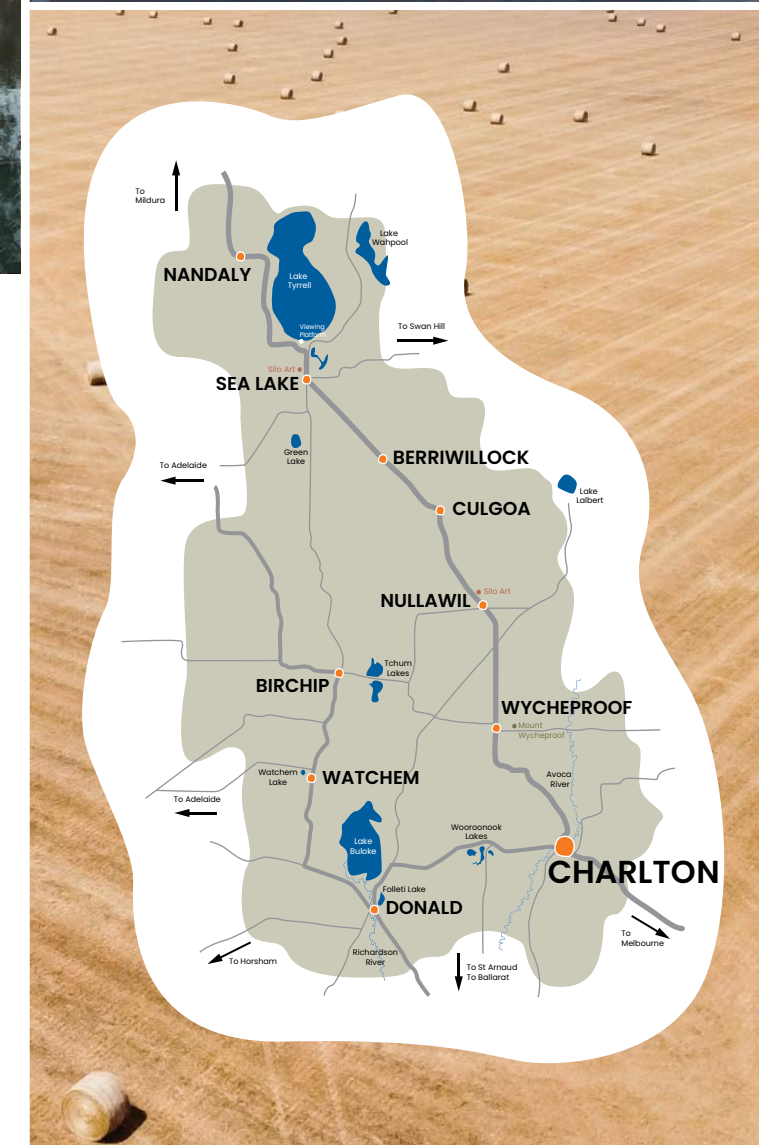 To
Mildura
Lake
Wahpool
NANDALY
Lake
Tyrrell
Viewing
Platform
To Swan Hill
Silo Art
SEA LAKE
Green
Lake
BERRIWILLOCK
To Adelaide
Lake
Lalbert
CULGOA
Silo Art
NULLAWIL
Tchum
Lakes
BIRCHIP
WYCHEPROOF
Mount
Wycheproof
Watchem
Lake
WATCHEM
Avoca
River
To Adelaide
Wooroonook
Lakes
Lake
Buloke
CHARLTON
Folleti Lake
DONALD
To
Melbourne
Richardson
River
To Horsham
To St Arnaud
To Ballarat